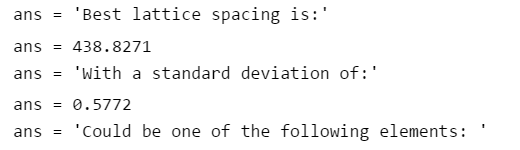 ans = 'Best lattice spacing is:'
ans = 438.8271
ans = 'With a standard deviation of:'
ans = 0.5772
ans = 'Could be one of the following elements: '